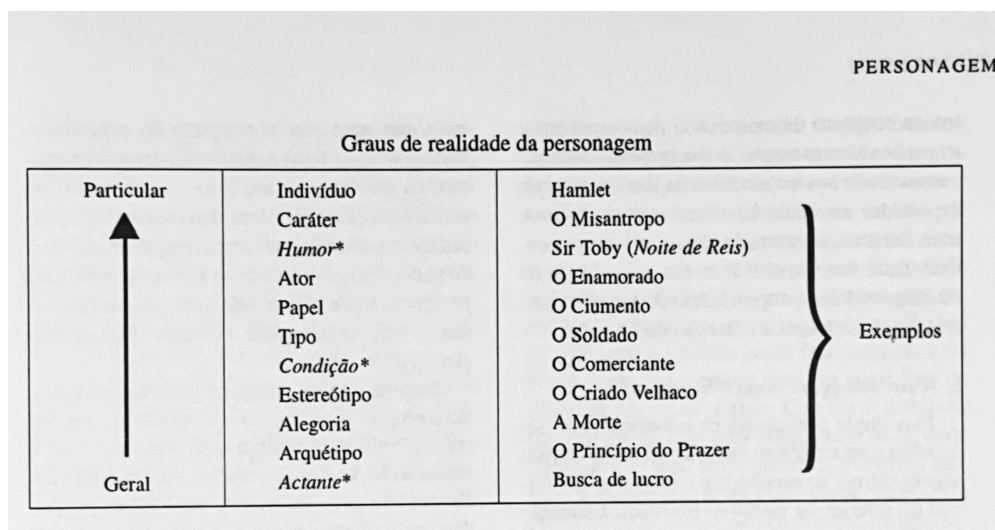 PERSONAGEM
Graus de realidade da personagem
Particular Indivíduo Hamlet
Caráter O Misantropo
Humor* Sir Toby (Noite de Reis)
Ator O Enamorado
Papel O Ciumento
Tipo O Soldado
Exemplos
Condição* O Comerciante
Estereótipo O Criado Velhaco
Alegoria A Morte
Arquétipo O Princípio do Prazer
Geral Actante* Busca de lucro